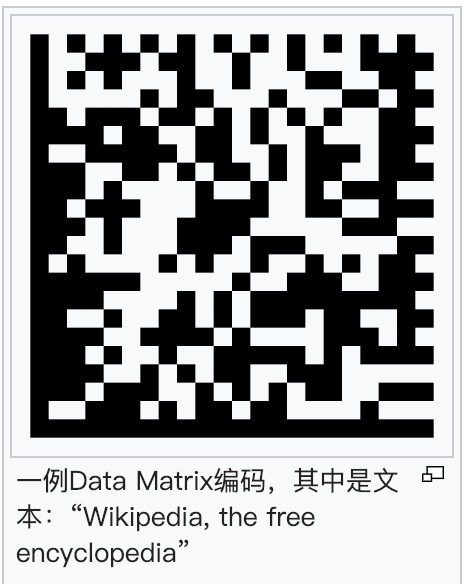 一例Data Matrix编码，其中是文
本：“Wikipedia, the free
encyclopedia”